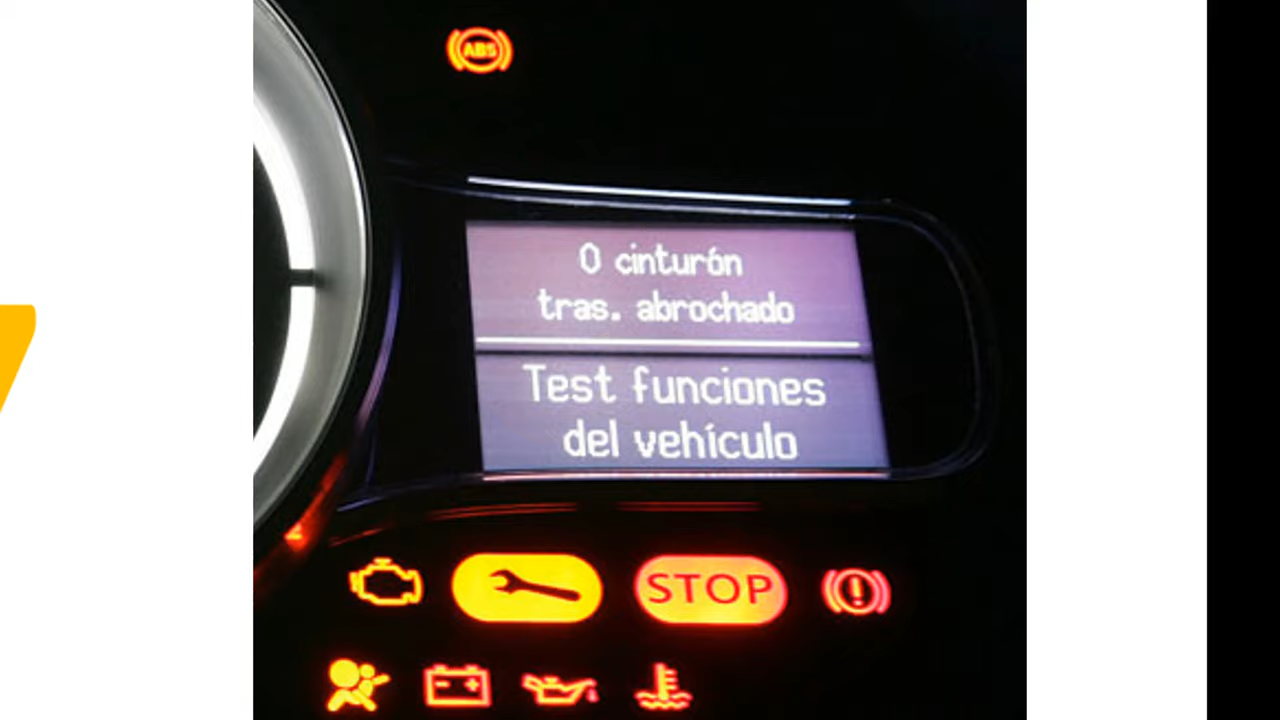 ABS
0 cinturón
tras. abrochado
Test funciones
del vehículo
STOP